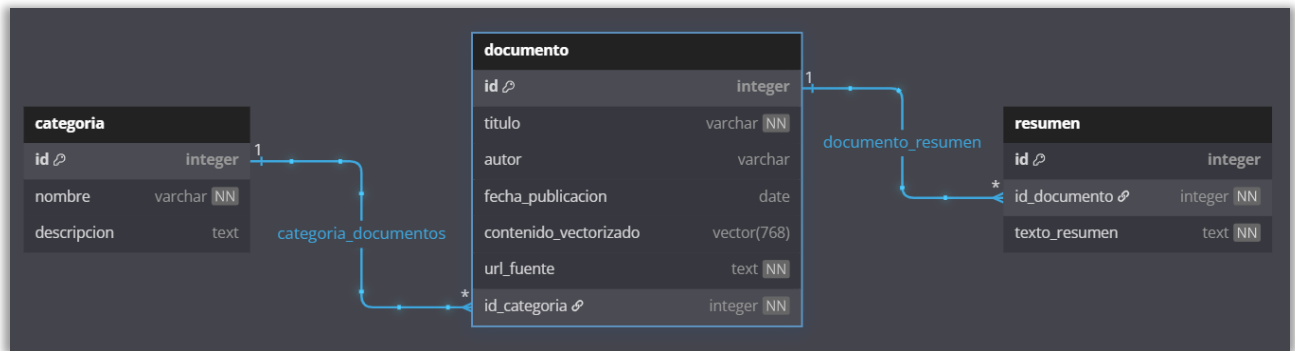 categoria
id integer
nombre varchar NN
descripcion text
1
categoria_documentos
*
documento
id integer
titulo varchar NN
autor varchar
fecha_publicacion date
contenido_vectorizado vector(768)
url_fuente text NN
id_categoria integer NN
1
documento_resumen
*
resumen
id integer
id_documento integer NN
texto_resumen text NN